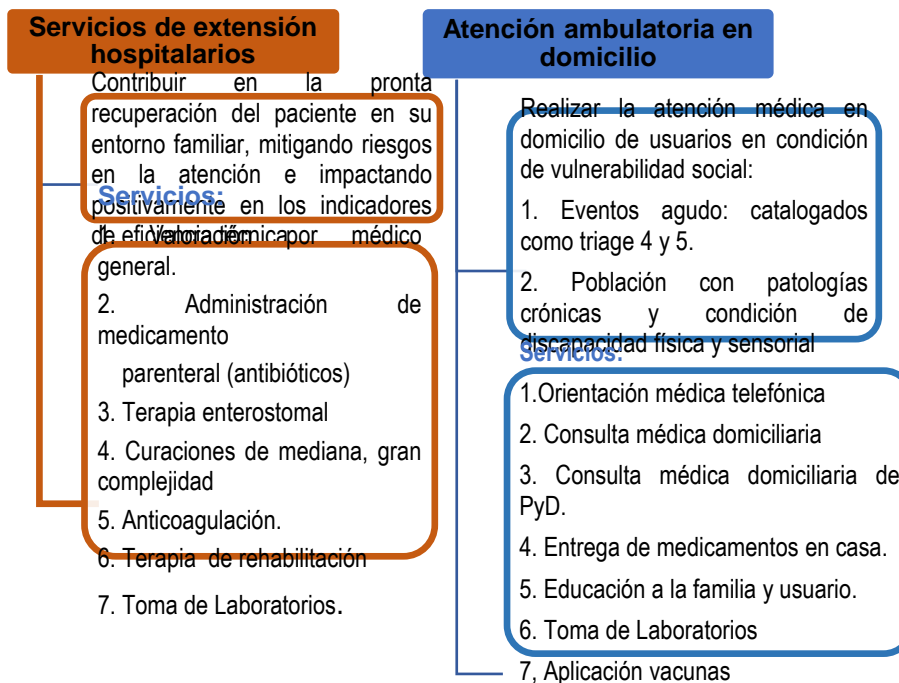 Servicios de extensión
hospitalarios
Contribuir en la pronta
recuperación del paciente en su
entorno familiar, mitigando riesgos
en la atención e impactando
positivamente en los indicadores
de
Servicios:
1. Valoración por médico
general.
2. Administración de
medicamento
parenteral (antibióticos)
3. Terapia enterostomal
4. Curaciones de mediana, gran
complejidad
5. Anticoagulación.
6. Terapia de rehabilitación
7. Toma de Laboratorios.
Atención ambulatoria en
domicilio
Realizar la atención médica en
domicilio de usuarios en condición
de vulnerabilidad social:
1. Eventos agudo: catalogados
como triage 4 y 5.
2. Población con patologías
crónicas y condición de
discapacidad física y sensorial
Servicios:
1.Orientación médica telefónica
2. Consulta médica domiciliaria
3. Consulta médica domiciliaria de
PyD.
4. Entrega de medicamentos en casa.
5. Educación a la familia y usuario.
6. Toma de Laboratorios
7, Aplicación vacunas